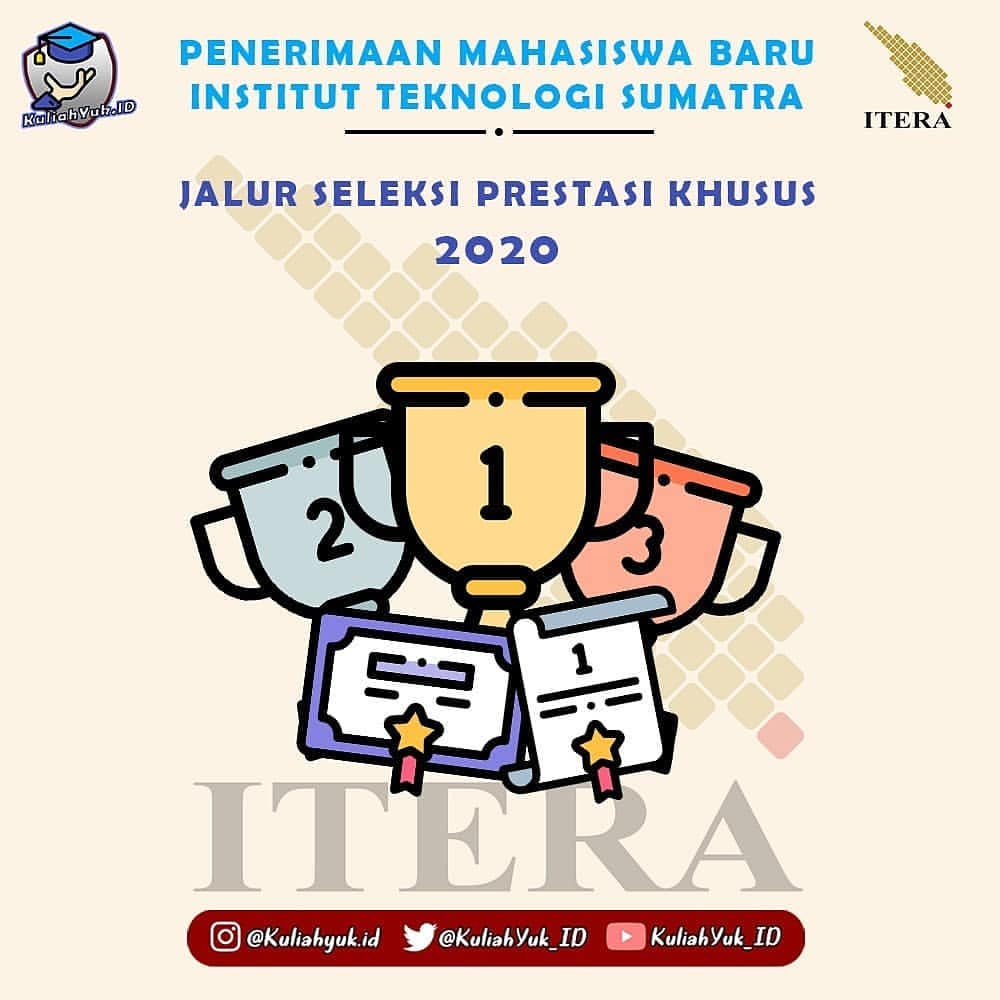 KuliahYuk.ID
PENERIMAAN MAHASISWA BARU
INSTITUT TEKNOLOGI SUMATRA
ITERA
JALUR SELEKSI PRESTASI KHUSUS
2020
1
2
3
1
ITERA
@Kuliahyuk.id @KuliahYuk_ID KuliahYuk_ID